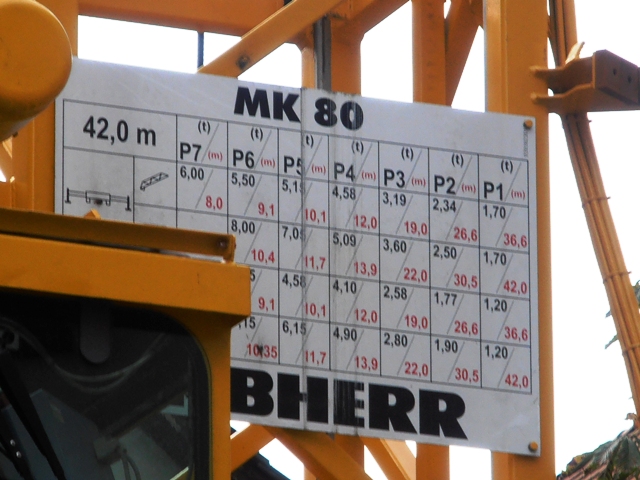 MK 80
42,0 m (t) (t) (t) (t) (t) (t) (t)
P7 (m) P6 (m) P5 (m) P4 (m) P3 (m) P2 (m) P1 (m)
6,00 5,50 4,58 3,19 2,34 1,70
8,0 9,1 10,1 12,0 19,0 26,6 36,6
8,00 5,09 3,60 2,50 1,70
10,4 11,7 13,9 22,0 30,5 42,0
4,58 4,10 2,58 1,77 1,20
9,1 10,1 12,0 19,0 26,6 36,6
6,15 4,90 2,80 1,90 1,20
10,35 11,7 13,9 22,0 30,5 42,0
BHERR